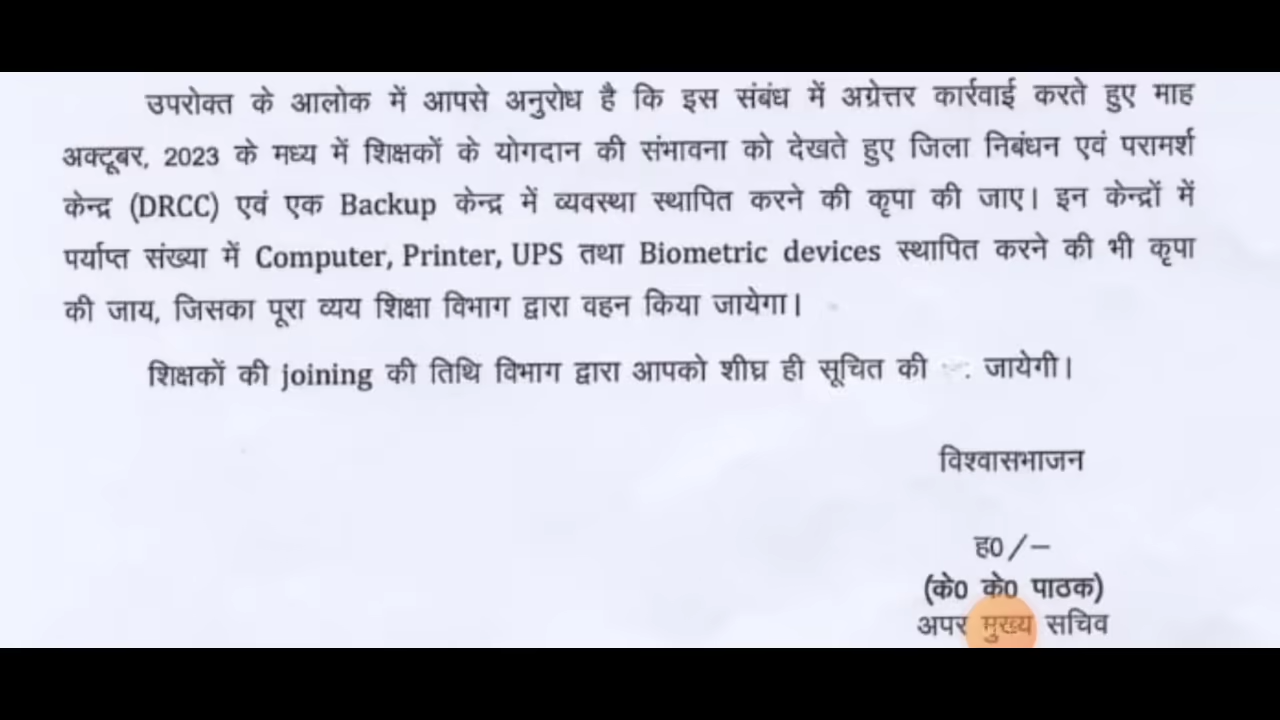 उपरोक्त के आलोक में आपसे अनुरोध है कि इस संबंध में अग्रेत्तर कार्रवाई करते हुए माह
अक्टूबर, 2023 के मध्य में शिक्षकों के योगदान की संभावना को देखते हुए जिला निबंधन एवं परामर्श
केन्द्र (DRCC) एवं एक Backup केन्द्र में व्यवस्था स्थापित करने की कृपा की जाए। इन केन्द्रों में
पर्याप्त संख्या में Computer, Printer, UPS तथा Biometric devices स्थापित करने की भी कृपा
की जाय, जिसका पूरा व्यय शिक्षा विभाग द्वारा वहन किया जायेगा।
शिक्षकों की joining की तिथि विभाग द्वारा आपको शीघ्र ही सूचित की जायेगी।
विश्वासभाजन
ह0/–
(के0 के0 पाठक)
अपर मुख्य सचिव